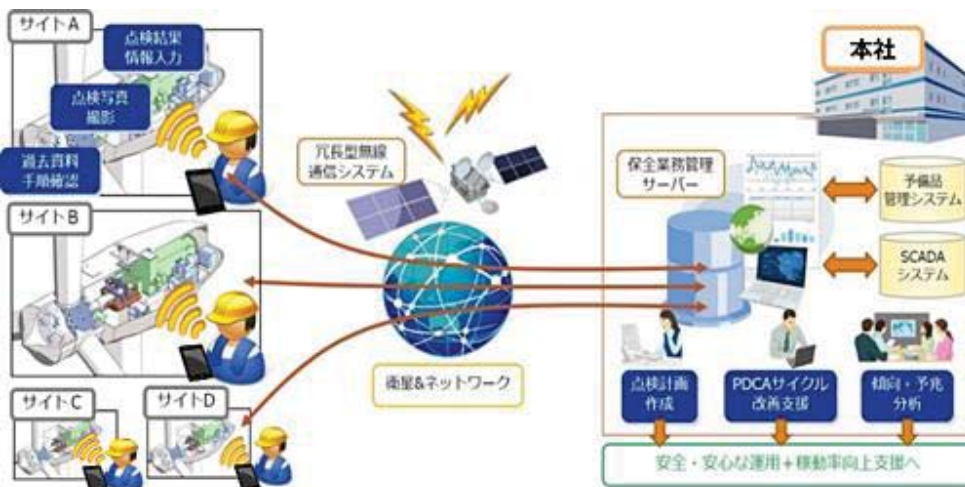 サイトA
点検結果
情報入力
点検写真
撮影
過去資料
手順確認
サイトB
サイトC
サイトD
冗長型無線
通信システム
衛星&ネットワーク
本社
保全業務管理
サーバー
予備品
管理システム
SCADA
システム
点検計画
作成
PDCAサイクル
改善支援
傾向・予兆
分析
安全・安心な運用+稼動率向上支援へ